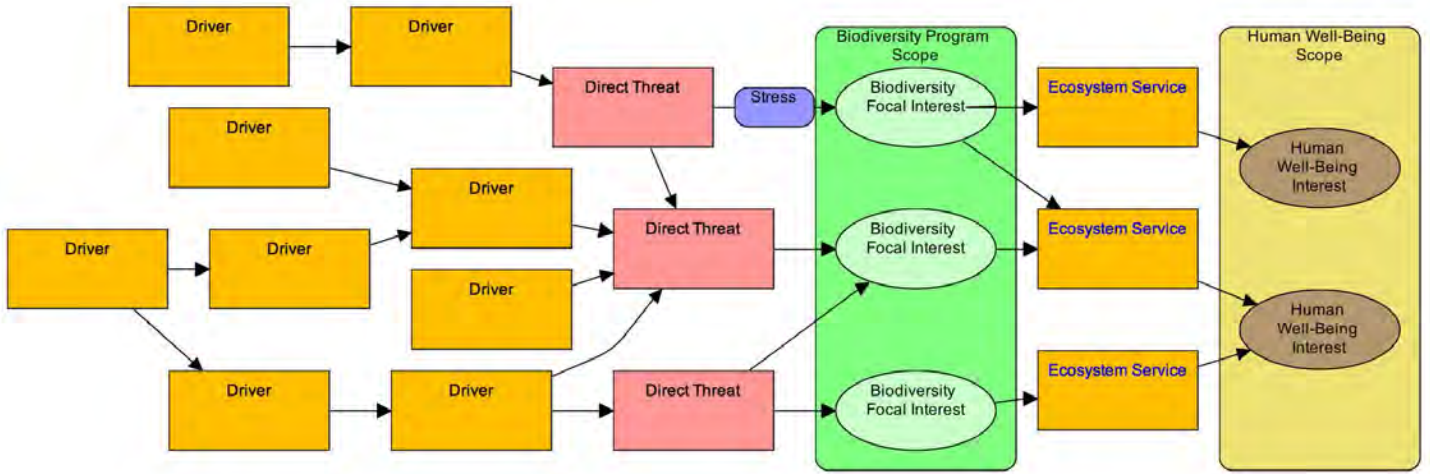 Driver
Driver
Direct Threat
Stress
Biodiversity Program
Scope
Biodiversity
Focal Interest
Ecosystem Service
Human Well-Being
Scope
Driver
Human
Well-Being
Interest
Driver
Driver
Driver
Direct Threat
Biodiversity
Focal Interest
Ecosystem Service
Driver
Human
Well-Being
Interest
Driver
Driver
Direct Threat
Biodiversity
Focal Interest
Ecosystem Service